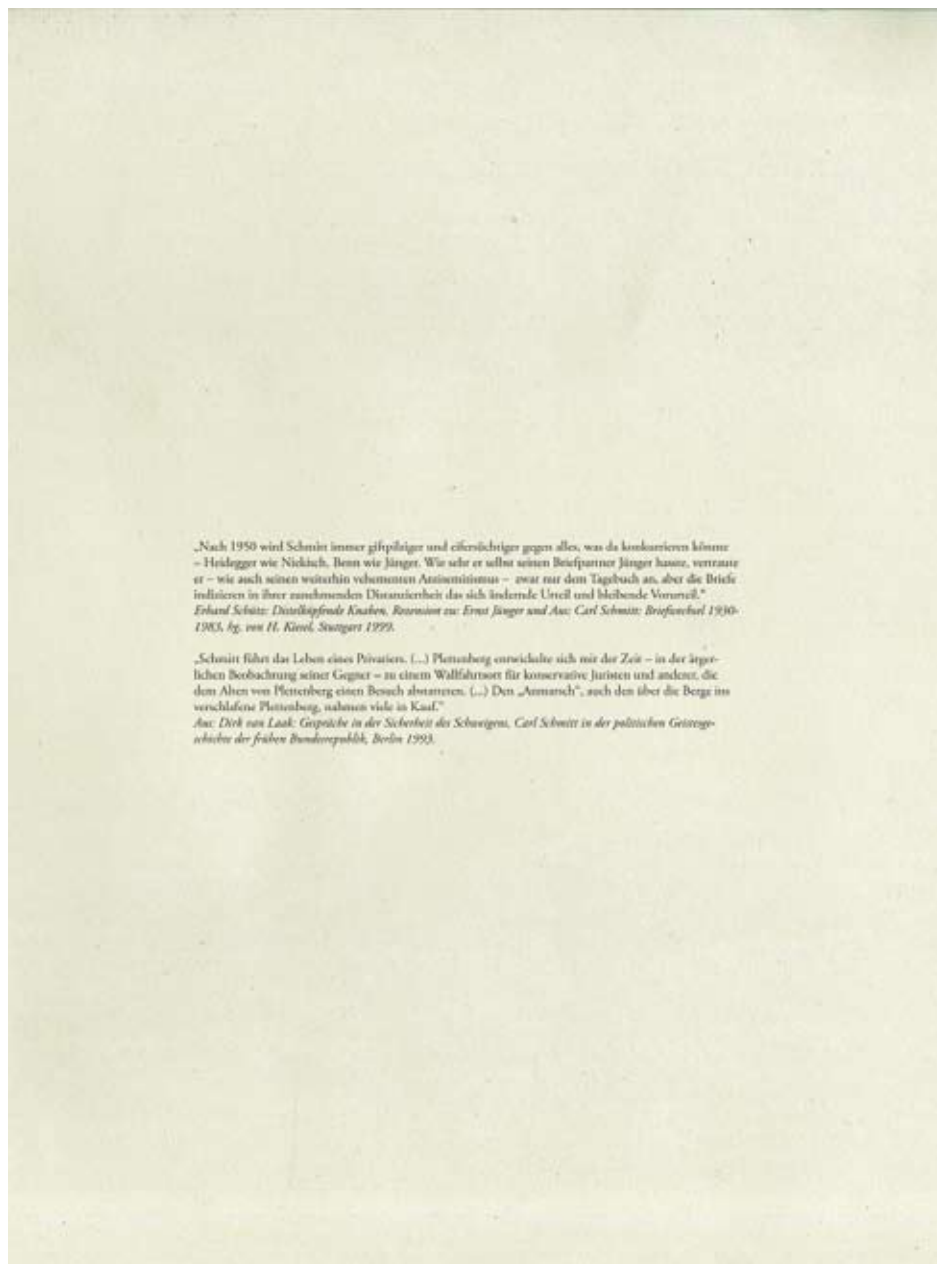 „Nach 1950 wird Schmitt immer giftpilziger und eifersüchtiger gegen alles, was da konkurrieren könnte
– Heidegger wie Niekisch, Benn wie Jünger. Wie sehr er selbst seinen Briefpartner Jünger hasste, vertraute
er – wie auch seinen weiterhin vehementen Antisemitismus – zwar nur dem Tagebuch an, aber die Briefe
indizieren in ihrer zunehmenden Distanziertheit das sich ändernde Urteil und bleibende Vorurteil."
Erhard Schütz: Distelköpfende Knaben, Rezension zu: Ernst Jünger und Aus: Carl Schmitt: Briefwechsel 1930-
1983, hg. von H. Kiesel, Stuttgart 1999.
„Schmitt führt das Leben eines Privatiers. (...) Plettenberg entwickelte sich mit der Zeit – in der ärger-
lichen Beobachtung seiner Gegner – zu einem Wallfahrtsort für konservative Juristen und anderer, die
dem Alten von Plettenberg einen Besuch abstatteten. (...) Den „Anmarsch", auch den über die Berge ins
verschlafene Plettenberg, nahmen viele in Kauf."
Aus: Dirk van Laak: Gespräche in der Sicherheit des Schweigens, Carl Schmitt in der politischen Geistesge-
schichte der frühen Bundesrepublik, Berlin 1993.